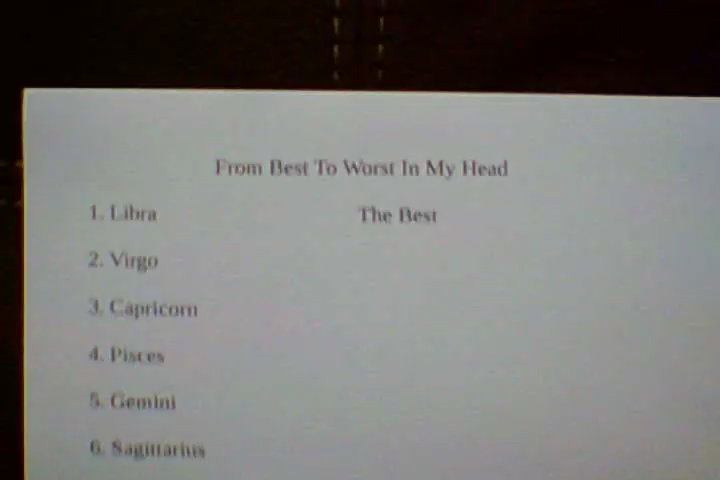 From Best To Worst In My Head
1. Libra The Best
2. Virgo
3. Capricorn
4. Pisces
5. Gemini
6. Sagittarius